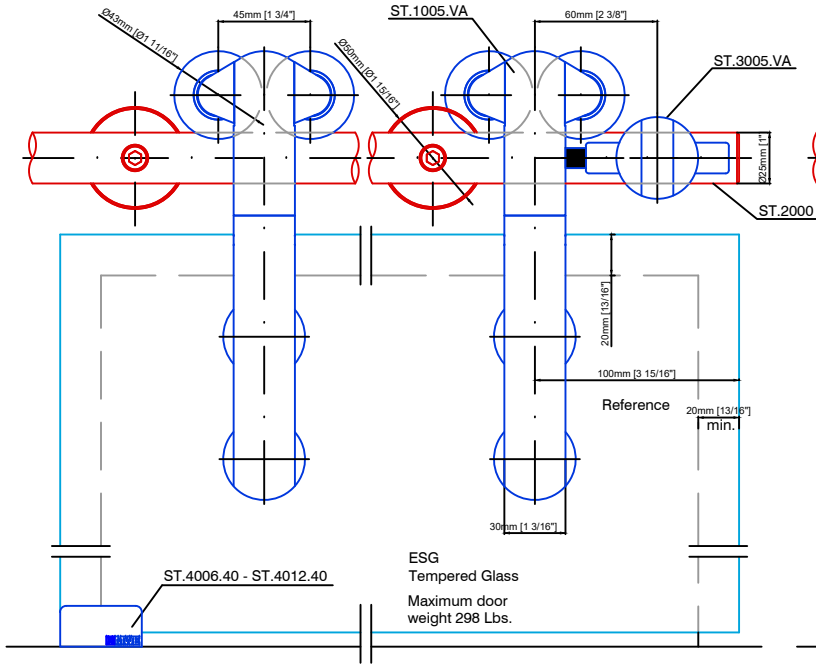 45mm [1 3/4"]
ST.1005.VA
60mm [2 3/8"]
Ø43mm [Ø1 11/16"]
Ø50mm [Ø1 15/16"]
ST.3005.VA
Ø25mm [1"]
ST.2000
20mm [13/16"]
100mm [3 15/16"]
Reference
20mm [13/16"]
min.
30mm [1 3/16"]
ESG
Tempered Glass
ST.4006.40 - ST.4012.40
Maximum door
weight 298 Lbs.